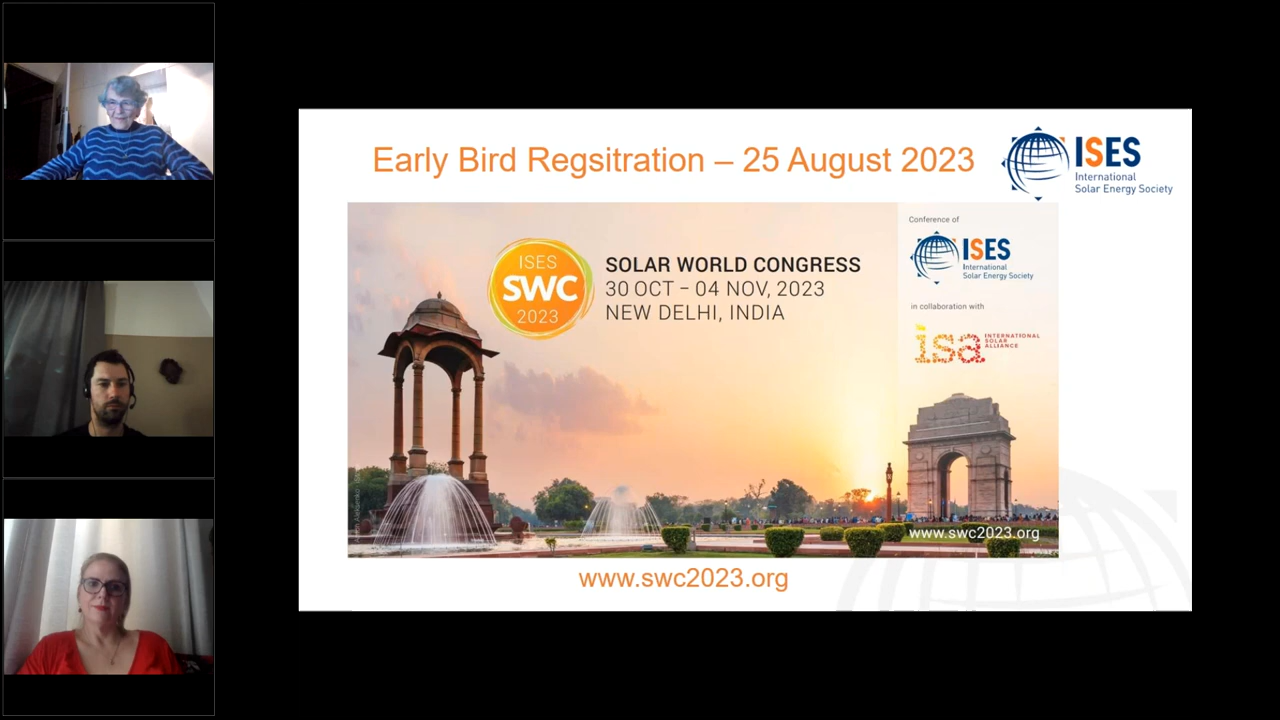 Early Bird Regsitration – 25 August 2023
ISES
International
Solar Energy Society
ISES
SWC
2023
SOLAR WORLD CONGRESS
30 OCT – 04 NOV, 2023
NEW DELHI, INDIA
Conference of
ISES
International
Solar Energy Society
in collaboration with
isa
INTERNATIONAL
SOLAR
ALLIANCE
www.swc2023.org
www.swc2023.org